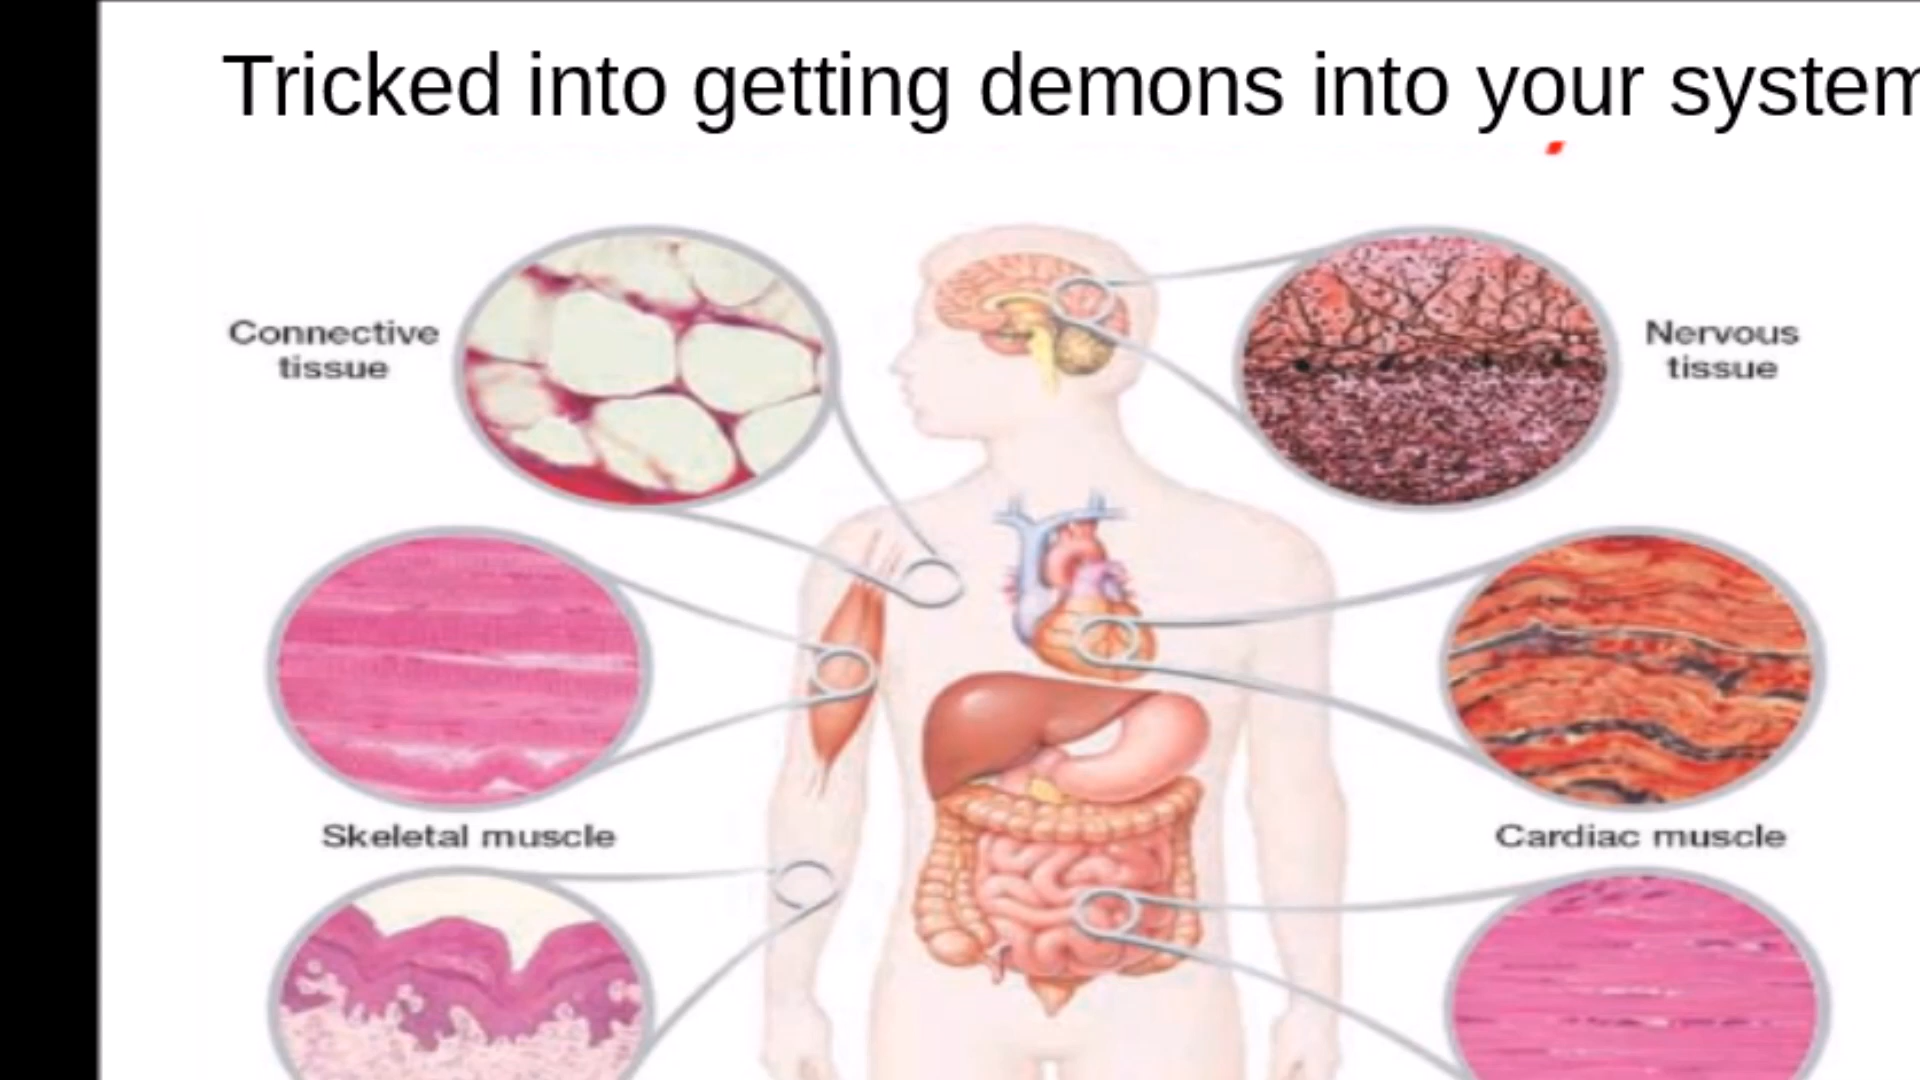 Tricked into getting demons into your system
Connective
tissue
Nervous
tissue
Skeletal muscle
Cardiac muscle